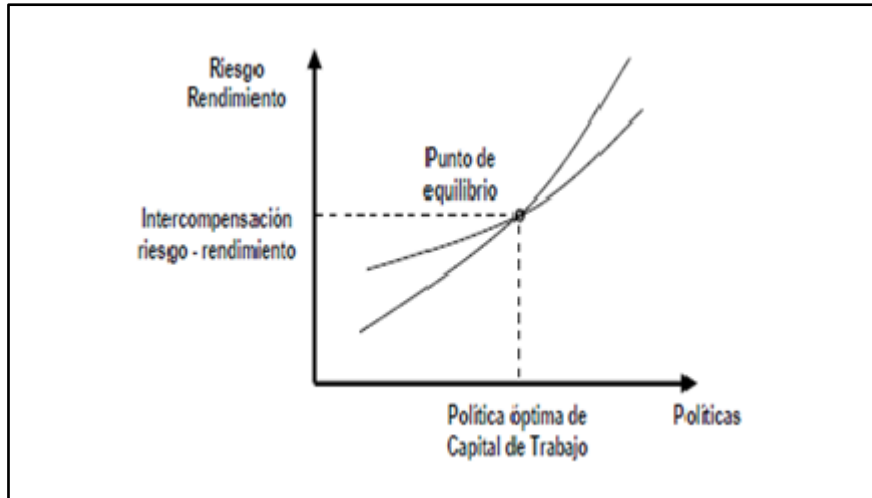 Riesgo
Rendimiento
Punto de
equilibrio
Intercompensación
riesgo - rendimiento
Política óptima de
Capital de Trabajo
Políticas